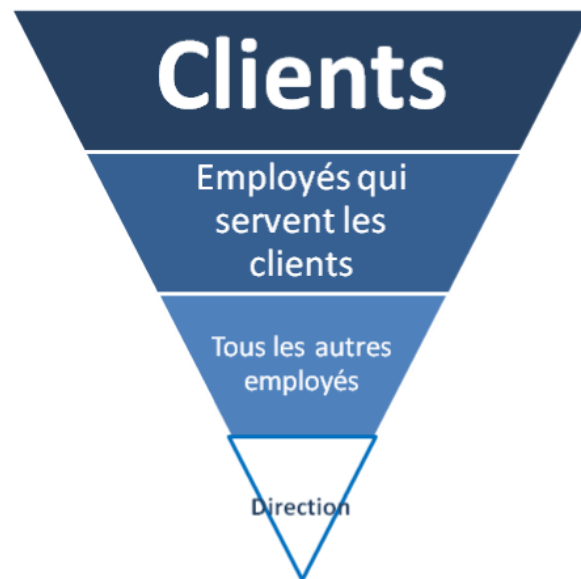 Clients
Employés qui
servent les
clients
Tous les autres
employés
Direction